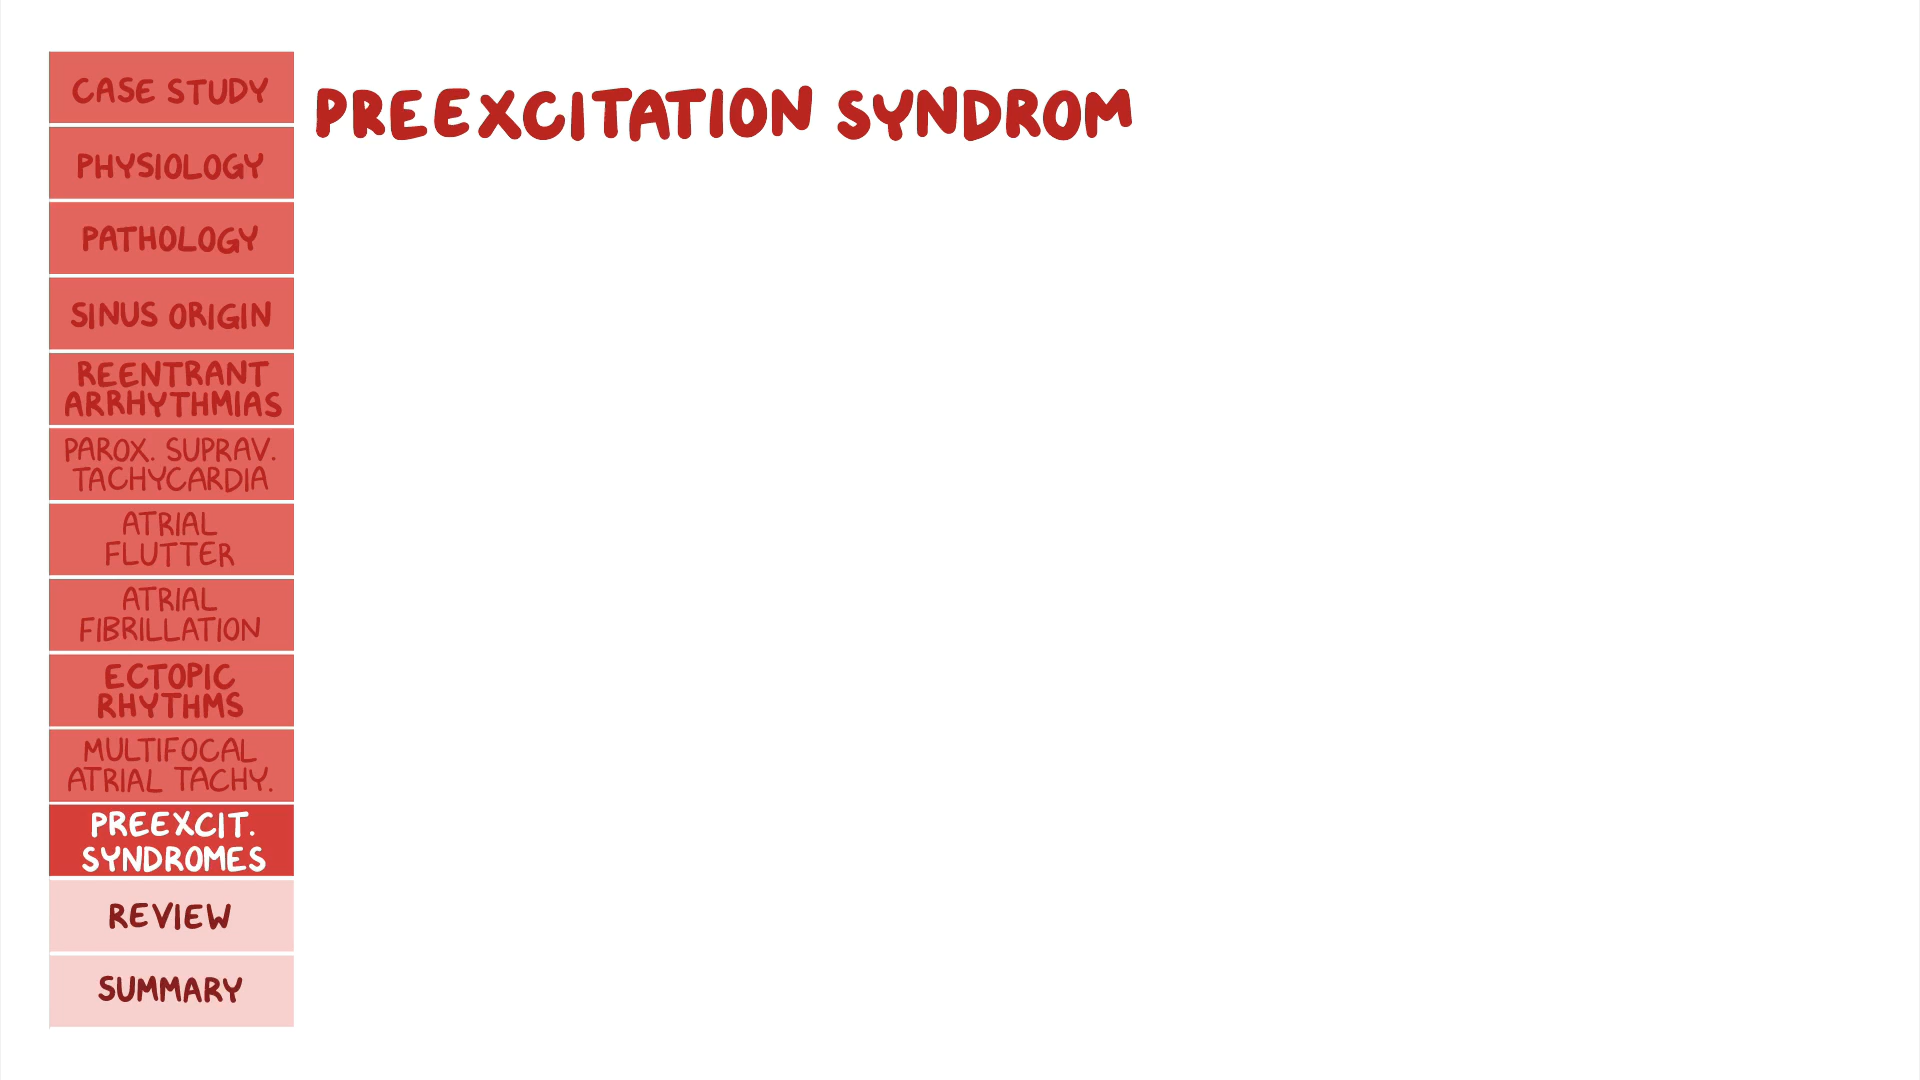 CASE STUDY
PREEXCITATION SYNDROM
PHYSIOLOGY
PATHOLOGY
SINUS ORIGIN
REENTRANT
ARRHYTHMIAS
PAROX. SUPRAV.
TACHYCARDIA
ATRIAL
FLUTTER
ATRIAL
FIBRILLATION
ECTOPIC
RHYTHMS
MULTIFOCAL
ATRIAL TACHY.
PREEXCIT.
SYNDROMES
REVIEW
SUMMARY